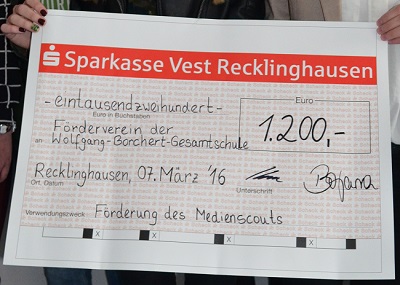 Sparkasse Vest Recklinghausen
-eintausendzweihundert-
Euro in Buchstaben
Euro
1.200,-
Förderverein der
an Wolfgang-Borchert-Gesamtschule
Recklinghausen, 07. März '16
Ort, Datum
Unterschrift
Verwendungszweck Förderung des Medienscouts
X X X